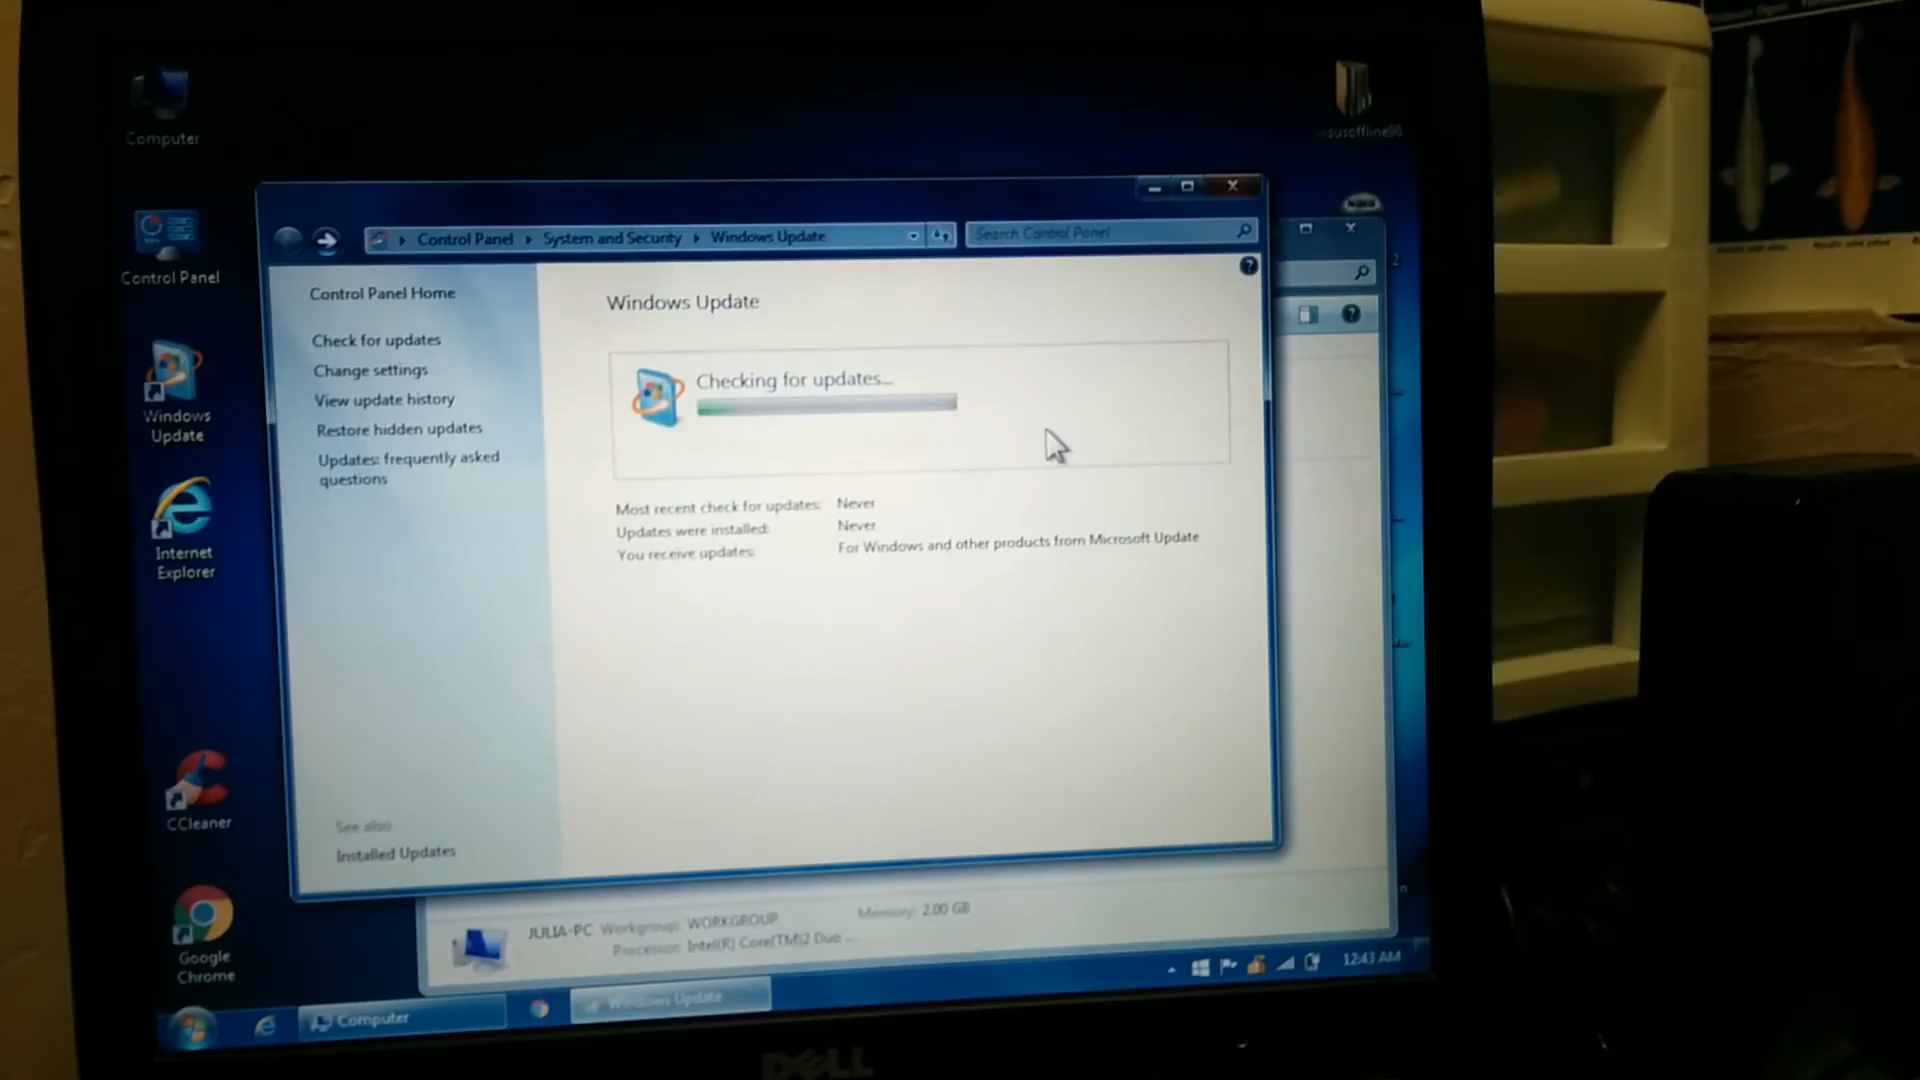 Computer
Control Panel
Windows
Update
Internet
Explorer
CCleaner
Google
Chrome
Control Panel
System and Security
Windows Update
Search Control Panel
Control Panel Home
Check for updates
Change settings
View update history
Restore hidden updates
Updates: frequently asked
questions
See also
Installed Updates
Windows Update
Checking for updates...
Most recent check for updates: Never
Updates were installed: Never
You receive updates: For Windows and other products from Microsoft Update
JULIA-PC Workgroup: WORKGROUP Memory: 2.00 GB
Processor: Intel(R) Core(TM)2 Duo ...
Computer
Windows Update
12:43 AM
DELL